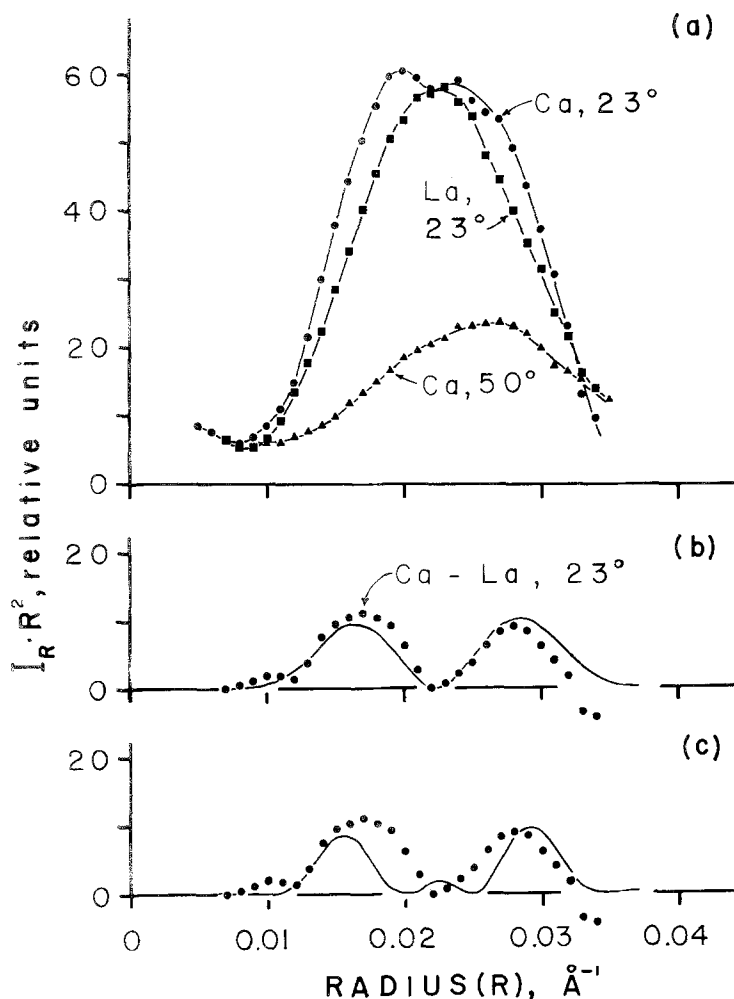 (a)
60
40
20
0
Ca, 23°
La,
23°
Ca, 50°
I_R·R², relative units
(b)
20
0
Ca - La, 23°
(c)
20
0
0
0.01
0.02
0.03
0.04
RADIUS(R), Å⁻¹